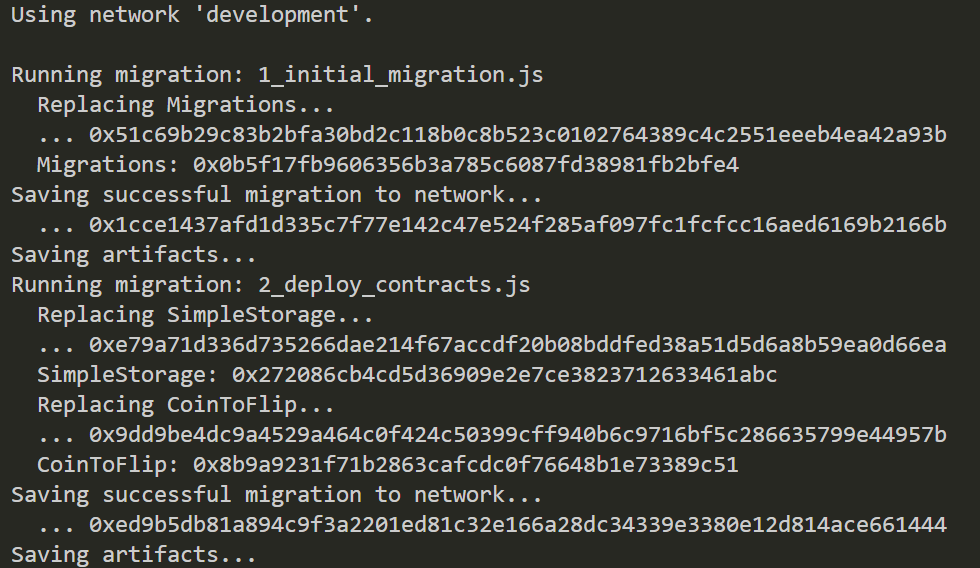 Using network 'development'.
Running migration: 1_initial_migration.js
Replacing Migrations...
... 0x51c69b29c83b2bfa30bd2c118b0c8b523c0102764389c4c2551eeeb4ea42a93b
Migrations: 0x0b5f17fb9606356b3a785c6087fd38981fb2bfe4
Saving successful migration to network...
... 0x1cce1437afd1d335c7f77e142c47e524f285af097fc1fcfcc16aed6169b2166b
Saving artifacts...
Running migration: 2_deploy_contracts.js
Replacing SimpleStorage...
... 0xe79a71d336d735266dae214f67accdf20b08bddfed38a51d5d6a8b59ea0d66ea
SimpleStorage: 0x272086cb4cd5d36909e2e7ce3823712633461abc
Replacing CoinToFlip...
... 0x9dd9be4dc9a4529a464c0f424c50399cff940b6c9716bf5c286635799e44957b
CoinToFlip: 0x8b9a9231f71b2863cafcdc0f76648b1e73389c51
Saving successful migration to network...
... 0xed9b5db81a894c9f3a2201ed81c32e166a28dc34339e3380e12d814ace661444
Saving artifacts...